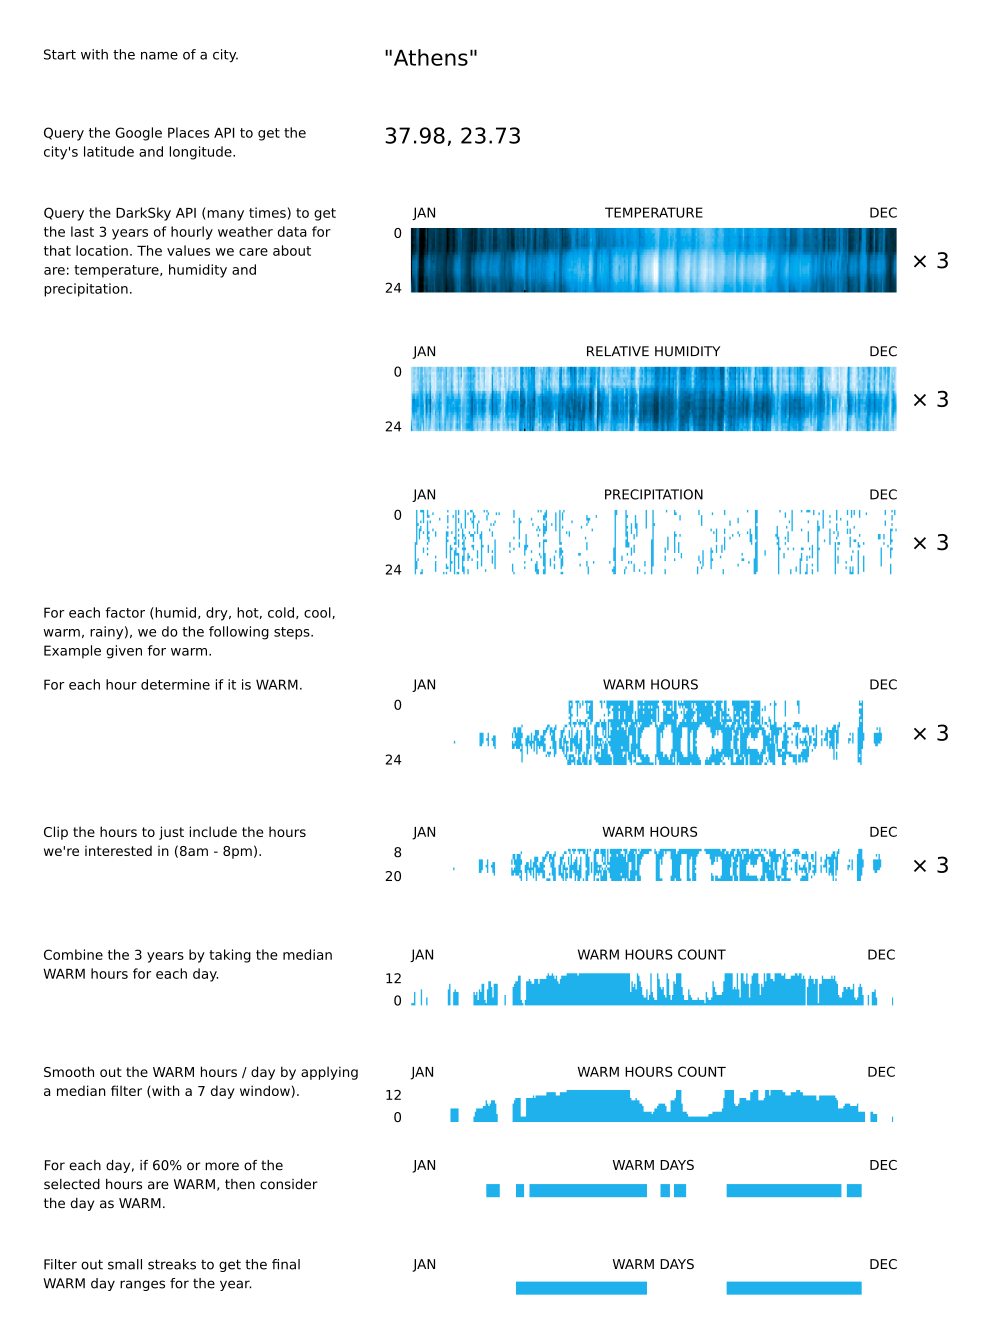 Start with the name of a city.
"Athens"
Query the Google Places API to get the
city's latitude and longitude.
37.98, 23.73
Query the DarkSky API (many times) to get
the last 3 years of hourly weather data for
that location. The values we care about
are: temperature, humidity and
precipitation.
JAN TEMPERATURE DEC
0
24
× 3
JAN RELATIVE HUMIDITY DEC
0
24
× 3
JAN PRECIPITATION DEC
0
24
× 3
For each factor (humid, dry, hot, cold, cool,
warm, rainy), we do the following steps.
Example given for warm.
For each hour determine if it is WARM.
JAN WARM HOURS DEC
0
24
× 3
Clip the hours to just include the hours
we're interested in (8am - 8pm).
JAN WARM HOURS DEC
8
20
× 3
Combine the 3 years by taking the median
WARM hours for each day.
JAN WARM HOURS COUNT DEC
12
0
Smooth out the WARM hours / day by applying
a median filter (with a 7 day window).
JAN WARM HOURS COUNT DEC
12
0
For each day, if 60% or more of the
selected hours are WARM, then consider
the day as WARM.
JAN WARM DAYS DEC
Filter out small streaks to get the final
WARM day ranges for the year.
JAN WARM DAYS DEC